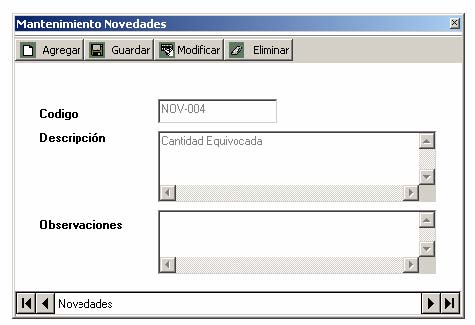 Mantenimiento Novedades
Agregar Guardar Modificar Eliminar
Codigo NOV-004
Descripción Cantidad Equivocada
Observaciones
Novedades